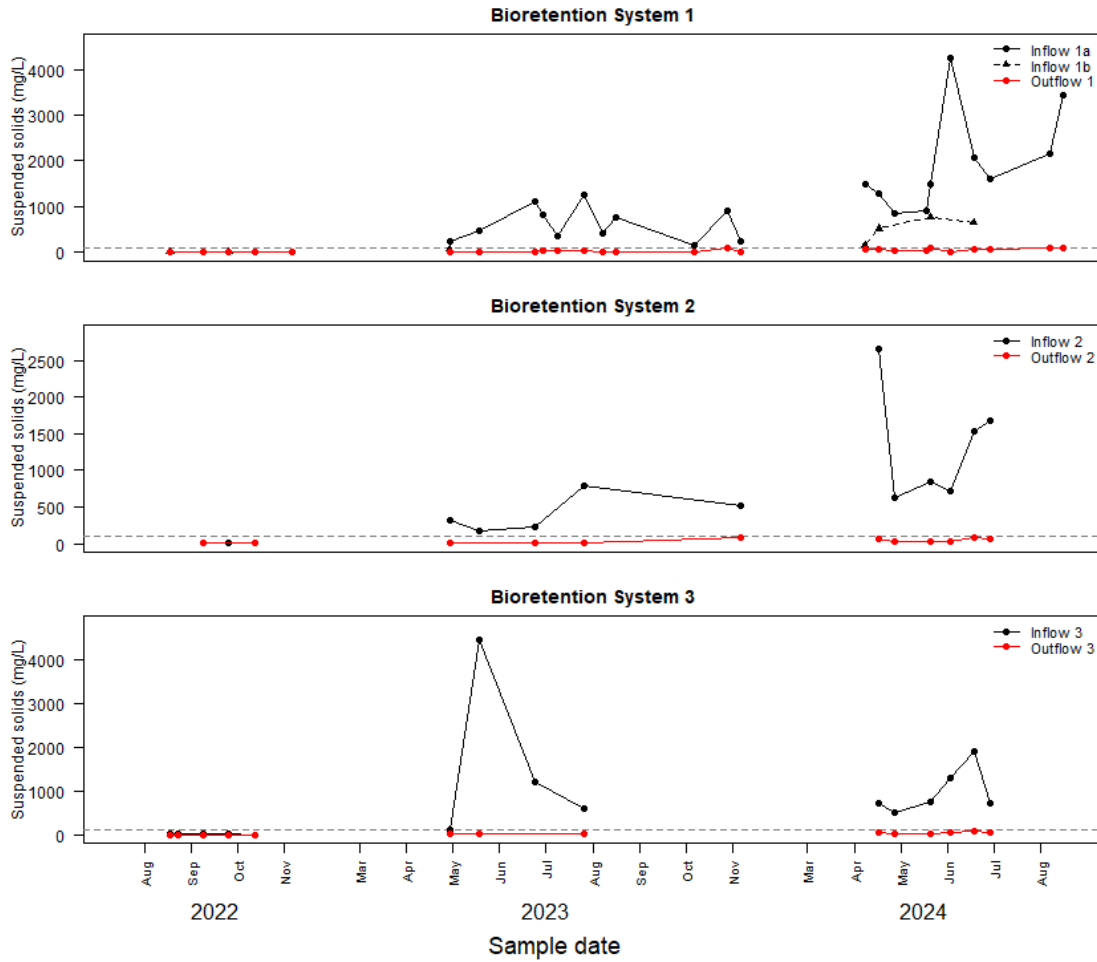 Bioretention System 1
Suspended solids (mg/L)
4000
3000
2000
1000
0
Inflow 1a
Inflow 1b
Outflow 1
Bioretention System 2
Suspended solids (mg/L)
2500
2000
1500
1000
500
0
Inflow 2
Outflow 2
Bioretention System 3
Suspended solids (mg/L)
4000
3000
2000
1000
0
Inflow 3
Outflow 3
Aug Sep Oct Nov Mar Apr May Jun Jul Aug Sep Oct Nov Mar Apr May Jun Jul Aug
2022 2023 2024
Sample date